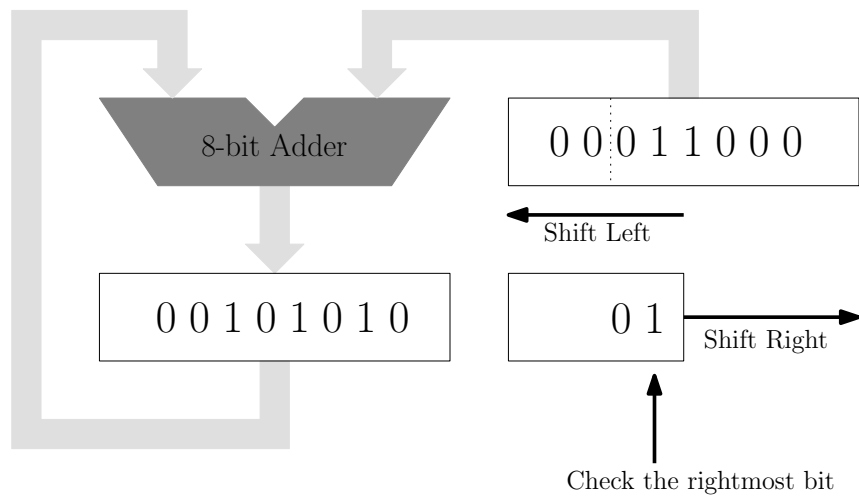 8-bit Adder
0 0 0 1 1 0 0 0
Shift Left
0 0 1 0 1 0 1 0
0 1
Shift Right
Check the rightmost bit